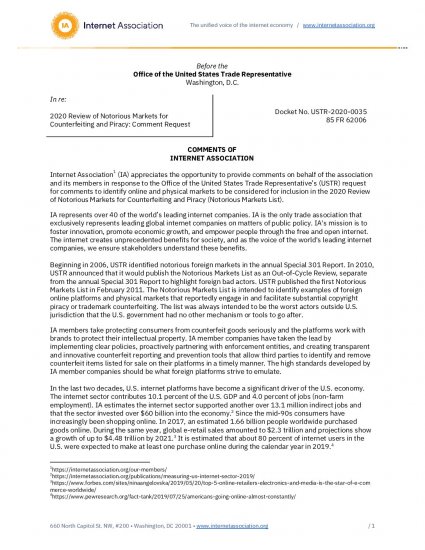 IA
Internet Association
The unified voice of the internet economy / www.internetassociation.org
Before the
Office of the United States Trade Representative
Washington, D.C.
In re:
2020 Review of Notorious Markets for
Counterfeiting and Piracy: Comment Request
Docket No. USTR-2020-0035
85 FR 62006
COMMENTS OF
INTERNET ASSOCIATION
Internet Association¹ (IA) appreciates the opportunity to provide comments on behalf of the association
and its members in response to the Office of the United States Trade Representative's (USTR) request
for comments to identify online and physical markets to be considered for inclusion in the 2020 Review
of Notorious Markets for Counterfeiting and Piracy (Notorious Markets List).
IA represents over 40 of the world's leading internet companies. IA is the only trade association that
exclusively represents leading global internet companies on matters of public policy. IA's mission is to
foster innovation, promote economic growth, and empower people through the free and open internet.
The internet creates unprecedented benefits for society, and as the voice of the world's leading internet
companies, we ensure stakeholders understand these benefits.
Beginning in 2006, USTR identified notorious foreign markets in the annual Special 301 Report. In 2010,
USTR announced that it would publish the Notorious Markets List as an Out-of-Cycle Review, separate
from the annual Special 301 Report to highlight foreign bad actors. USTR published the first Notorious
Markets List in February 2011. The Notorious Markets List is intended to identify examples of foreign
online platforms and physical markets that reportedly engage in and facilitate substantial copyright
piracy or trademark counterfeiting. The list was always intended to be the worst actors outside U.S.
jurisdiction that the U.S. government had no other mechanism or tools to go after.
IA members take protecting consumers from counterfeit goods seriously and the platforms work with
brands to protect their intellectual property. IA member companies have taken the lead by
implementing clear policies, proactively partnering with enforcement entities, and creating transparent
and innovative counterfeit reporting and prevention tools that allow third parties to identify and remove
counterfeit items listed for sale on their platforms in a timely manner. The high standards developed by
IA member companies should be what foreign platforms strive to emulate.
In the last two decades, U.S. internet platforms have become a significant driver of the U.S. economy.
The internet sector contributes 10.1 percent of the U.S. GDP and 4.0 percent of jobs (non-farm
employment). IA estimates the internet sector supported another 13.1 million indirect jobs and
that the sector invested over $60 billion into the economy.² Since the mid-90s consumers have
increasingly been shopping online. In 2017, an estimated 1.66 billion people worldwide purchased
goods online. During the same year, global e-retail sales amounted to $2.3 trillion and projections show
a growth of up to $4.48 trillion by 2021.³ It is estimated that about 80 percent of internet users in the
U.S. were expected to make at least one purchase online during the calendar year in 2019.⁴
¹https://internetassociation.org/our-members/
²https://internetassociation.org/publications/measuring-us-internet-sector-2019/
³https://www.forbes.com/sites/ninaangelovska/2019/05/20/top-5-online-retailers-electronics-and-media-is-the-star-of-e-com
merce-worldwide/
⁴https://www.pewresearch.org/fact-tank/2019/07/25/americans-going-online-almost-constantly/
660 North Capitol St. NW, #200 • Washington, DC 20001 • www.internetassociation.org / 1